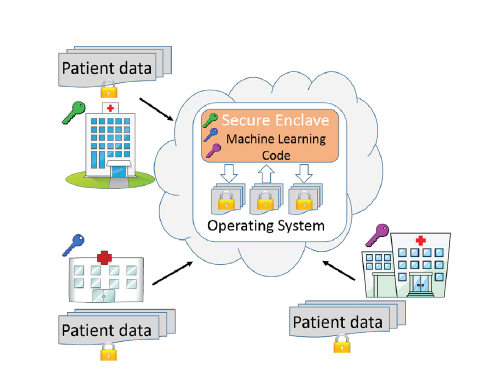 Patient data
Secure Enclave
Machine Learning
Code
Operating System
Patient data
Patient data